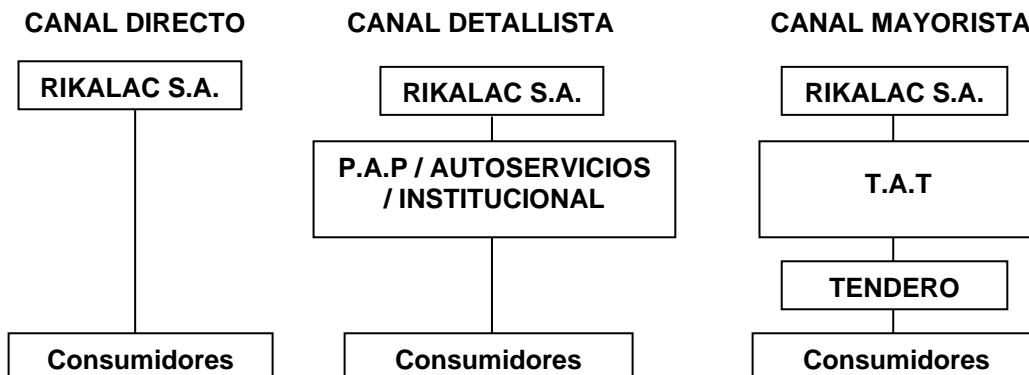 CANAL DIRECTO
CANAL DETALLISTA
CANAL MAYORISTA
RIKALAC S.A.
RIKALAC S.A.
RIKALAC S.A.
P.A.P / AUTOSERVICIOS
/ INSTITUCIONAL
T.A.T
TENDERO
Consumidores
Consumidores
Consumidores